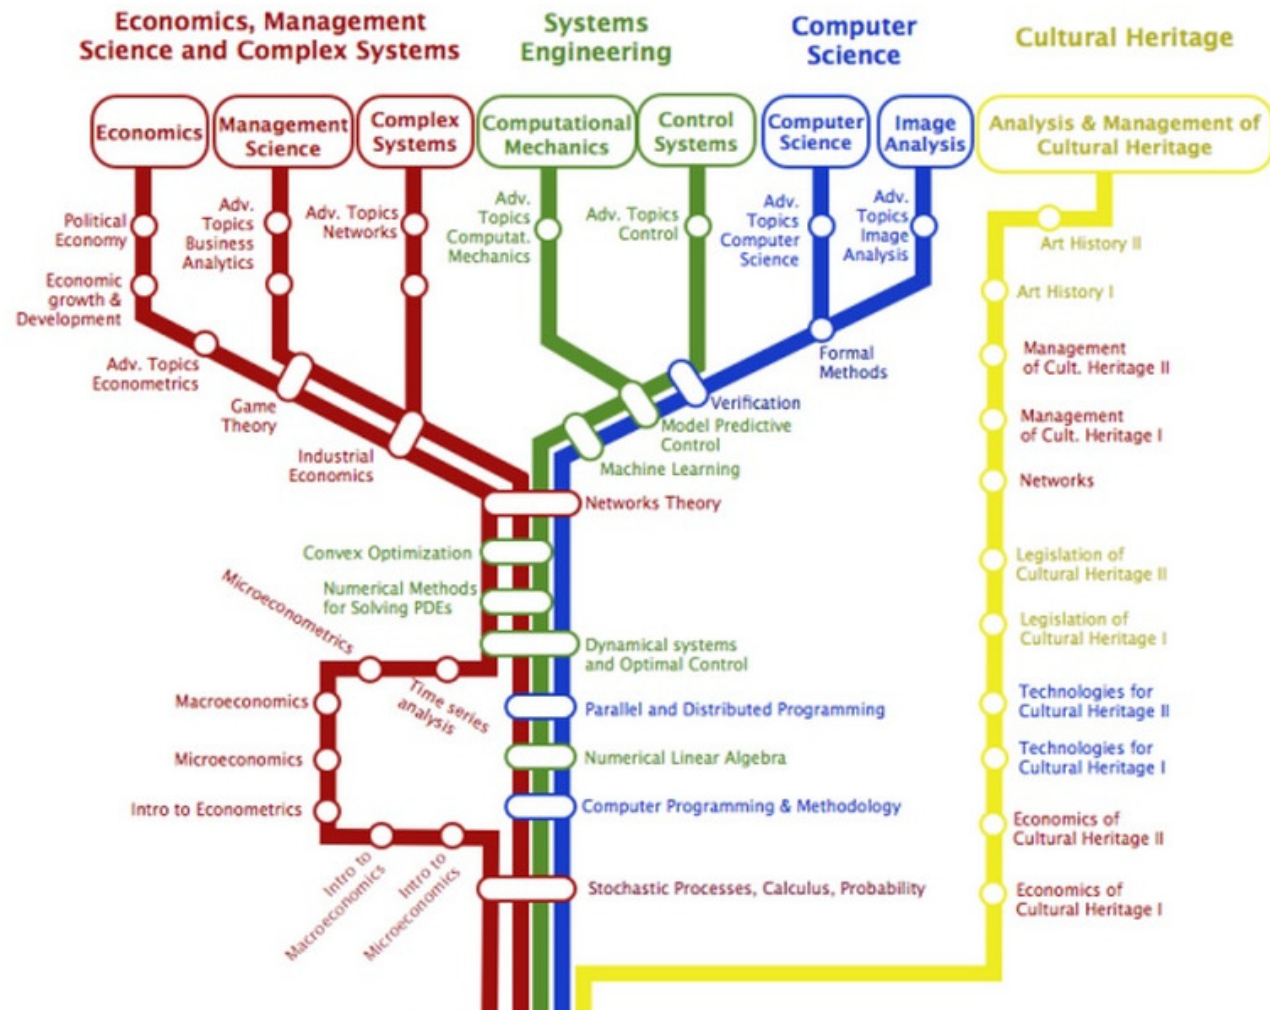 Economics, Management
Science and Complex Systems
Systems
Engineering
Computer
Science
Cultural Heritage
Economics
Management
Science
Complex
Systems
Computational
Mechanics
Control
Systems
Computer
Science
Image
Analysis
Analysis & Management of
Cultural Heritage
Political
Economy
Adv.
Topics
Business
Analytics
Adv. Topics
Networks
Adv.
Topics
Computat.
Mechanics
Adv. Topics
Control
Adv.
Topics
Computer
Science
Adv.
Topics
Image
Analysis
Art History II
Economic
growth &
Development
Art History I
Adv. Topics
Econometrics
Formal
Methods
Management
of Cult. Heritage II
Game
Theory
Verification
Model Predictive
Control
Management
of Cult. Heritage I
Industrial
Economics
Machine Learning
Networks
Networks Theory
Convex Optimization
Legislation of
Cultural Heritage II
Numerical Methods
for Solving PDEs
Microeconometrics
Legislation of
Cultural Heritage I
Dynamical systems
and Optimal Control
Time series
analysis
Macroeconomics
Parallel and Distributed Programming
Technologies for
Cultural Heritage II
Microeconomics
Numerical Linear Algebra
Technologies for
Cultural Heritage I
Intro to Econometrics
Computer Programming & Methodology
Economics of
Cultural Heritage II
Intro to
Macroeconomics
Intro to
Microeconomics
Stochastic Processes, Calculus, Probability
Economics of
Cultural Heritage I